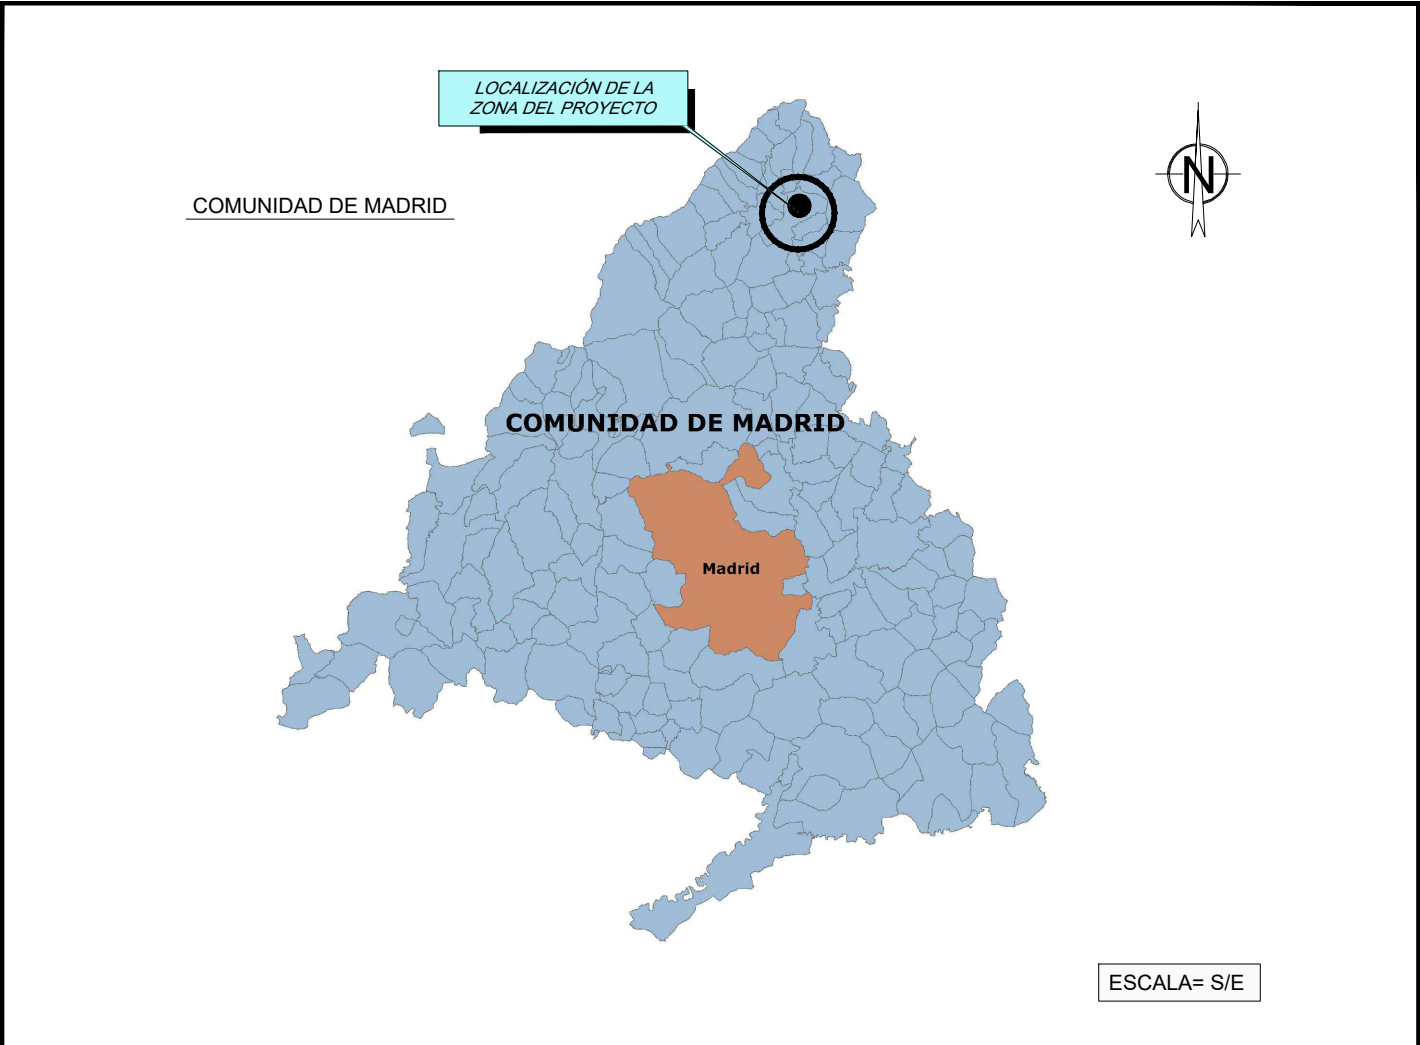 LOCALIZACIÓN DE LA
ZONA DEL PROYECTO
N
COMUNIDAD DE MADRID
COMUNIDAD DE MADRID
Madrid
ESCALA= S/E